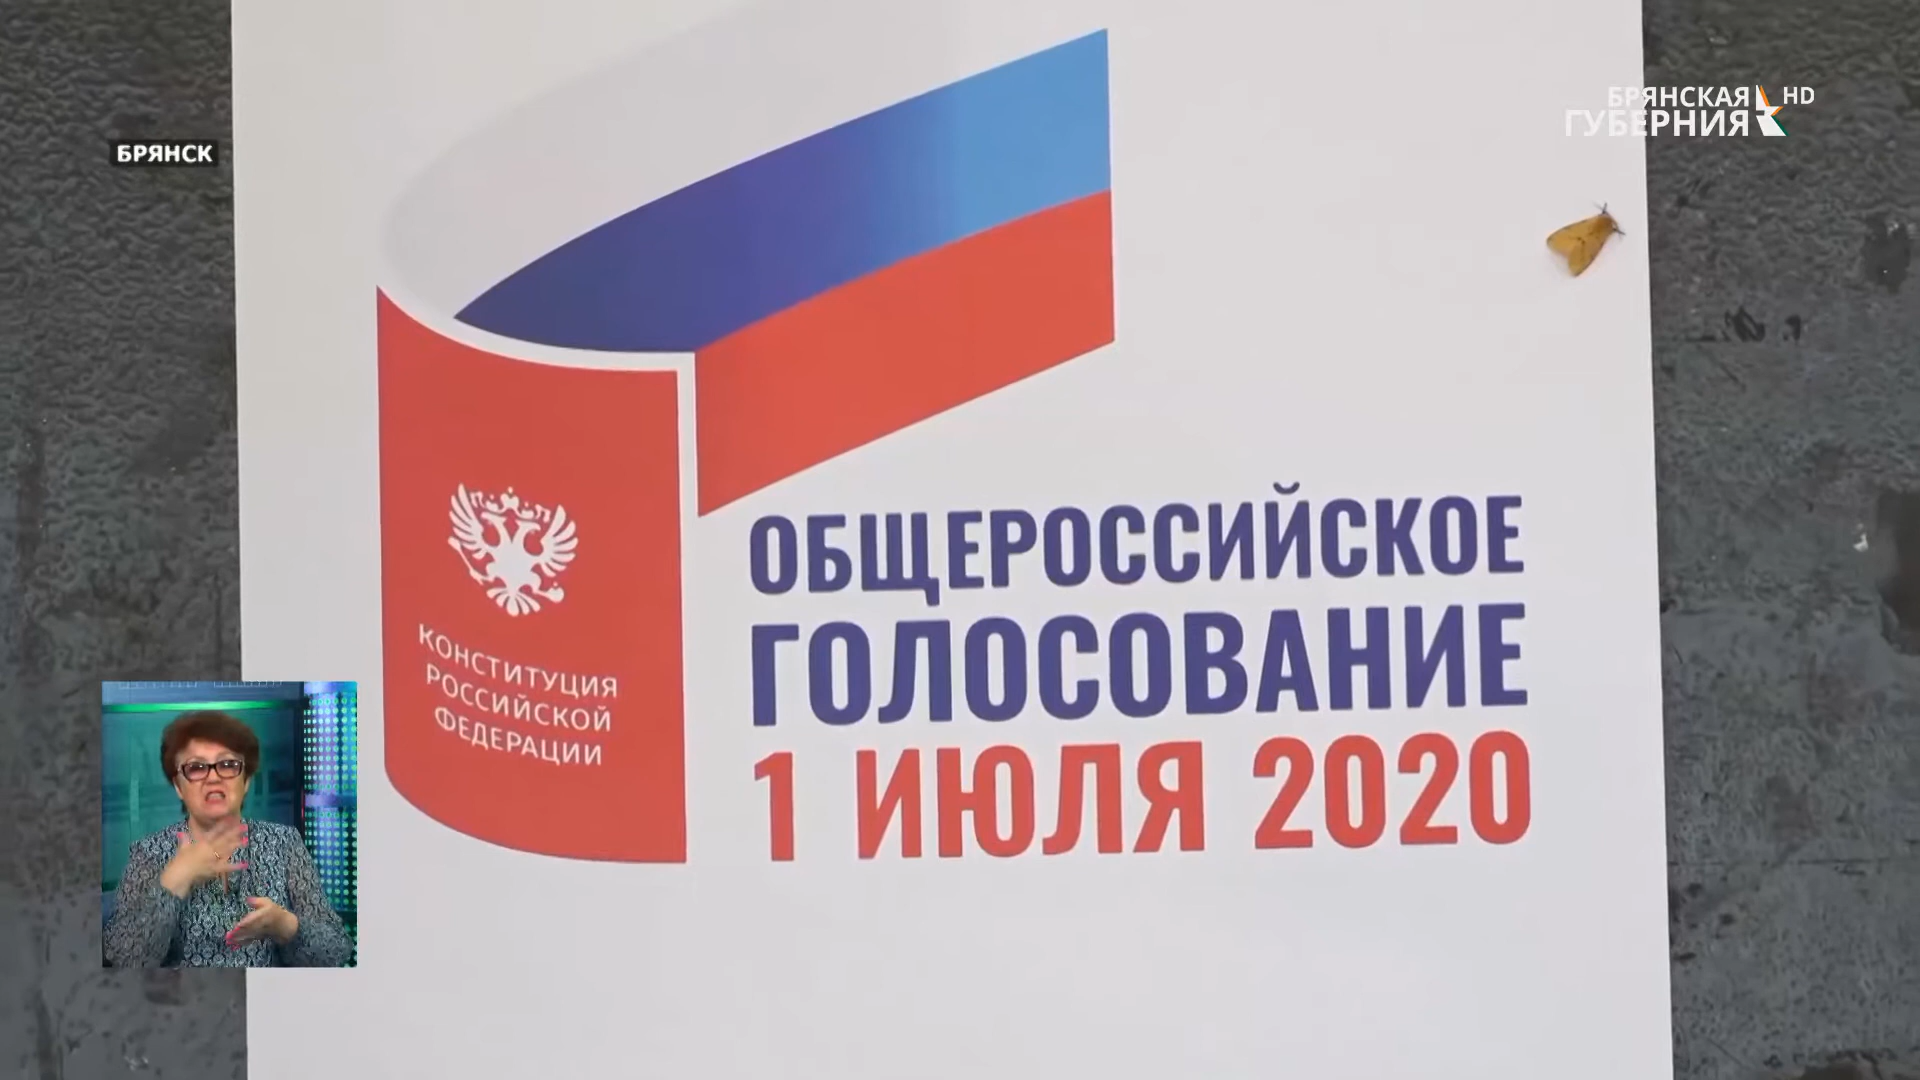 БРЯНСКАЯ HD
ГУБЕРНИЯ
БРЯНСК
КОНСТИТУЦИЯ
РОССИЙСКОЙ
ФЕДЕРАЦИИ
ОБЩЕРОССИЙСКОЕ
ГОЛОСОВАНИЕ
1 ИЮЛЯ 2020